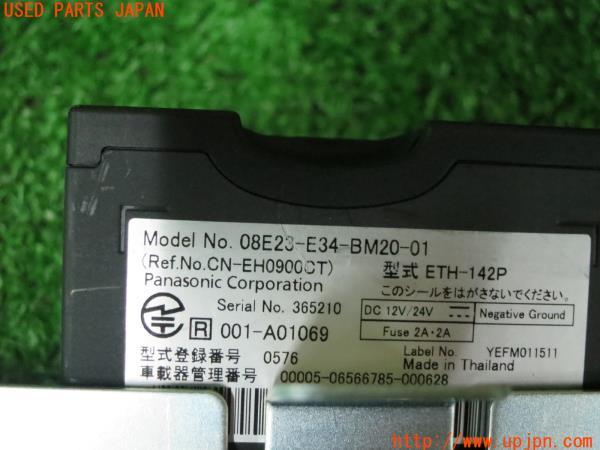 USED PARTS JAPAN
Model No. 08E23-E34-BM20-01
(Ref.No.CN-EH0900CT) 型式 ETH-142P
Panasonic Corporation このシールをはがさないでください。
Serial No. 365210 DC 12V/24V Negative Ground
R 001-A01069 Fuse 2A・2A
型式登録番号 0576 Label No. YEFM011511
Made in Thailand
車載器管理番号 00005-06566785-000628
http://www.upjpn.com